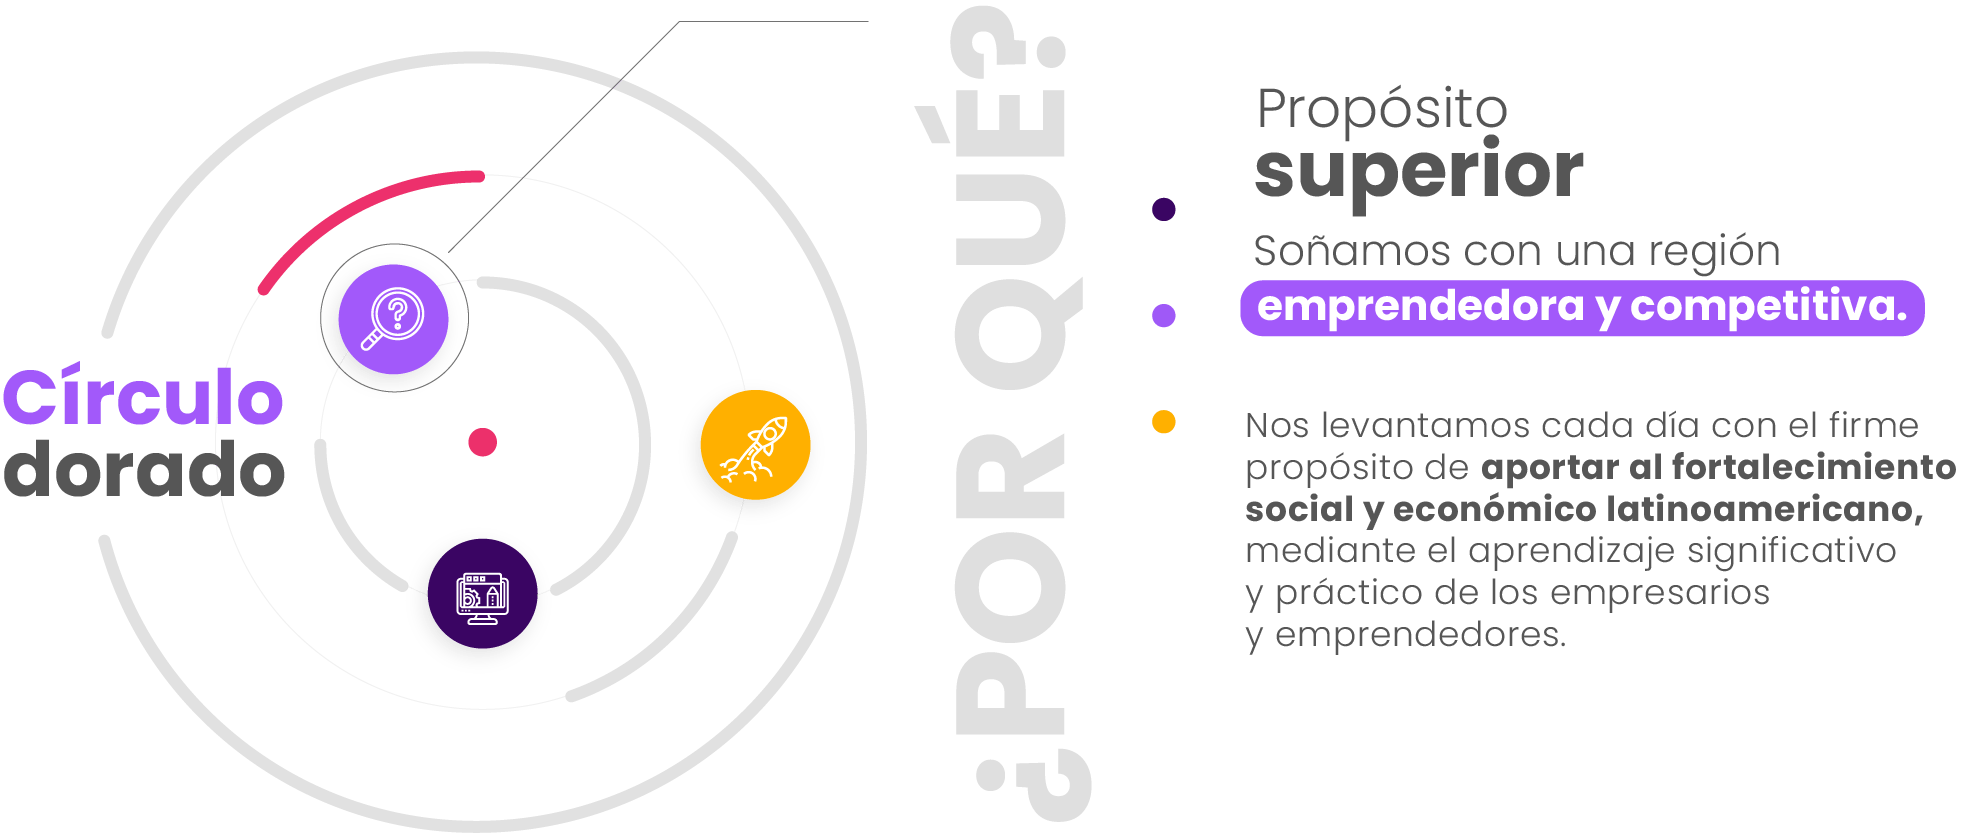 Círculo
dorado
¿POR QUÉ?
Propósito
superior
Soñamos con una región
emprendedora y competitiva.
Nos levantamos cada día con el firme
propósito de aportar al fortalecimiento
social y económico latinoamericano,
mediante el aprendizaje significativo
y práctico de los empresarios
y emprendedores.